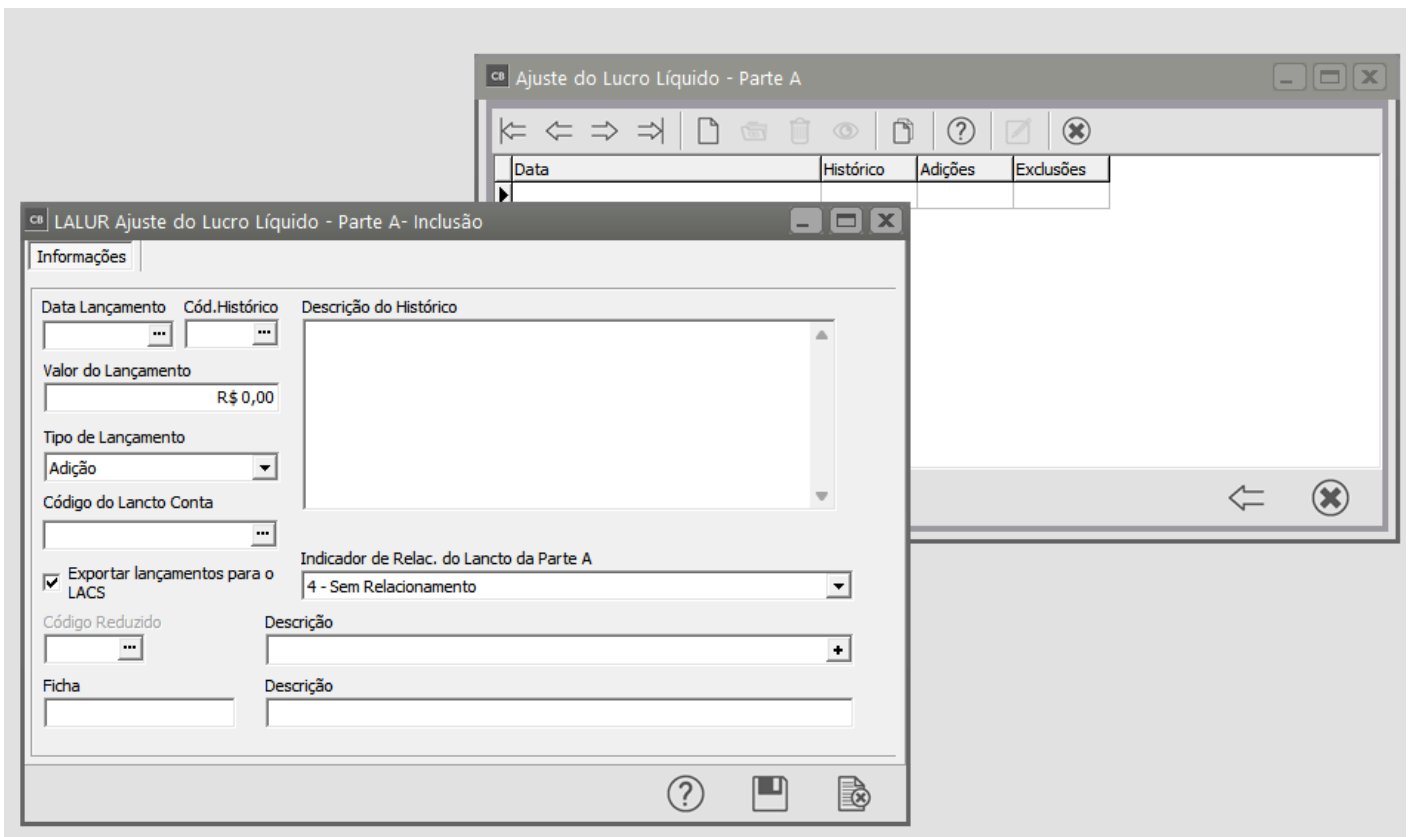 CB Ajuste do Lucro Líquido - Parte A
Data Histórico Adições Exclusões
CB LALUR Ajuste do Lucro Líquido - Parte A- Inclusão
Informações
Data Lançamento Cód.Histórico Descrição do Histórico
Valor do Lançamento
R$ 0,00
Tipo de Lançamento
Adição
Código do Lancto Conta
Indicador de Relac. do Lancto da Parte A
Exportar lançamentos para o
LACS
4 - Sem Relacionamento
Código Reduzido Descrição
Ficha Descrição